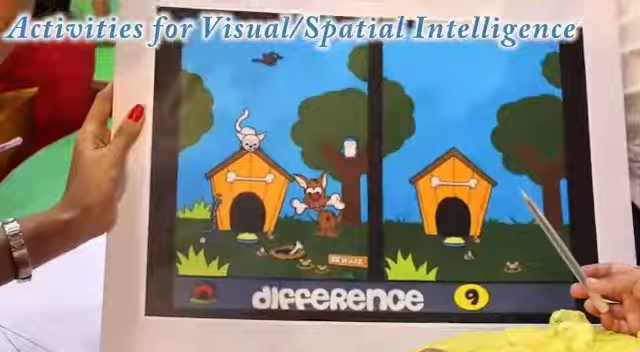 Activities for Visual/Spatial Intelligence
BEWARE
difference 9